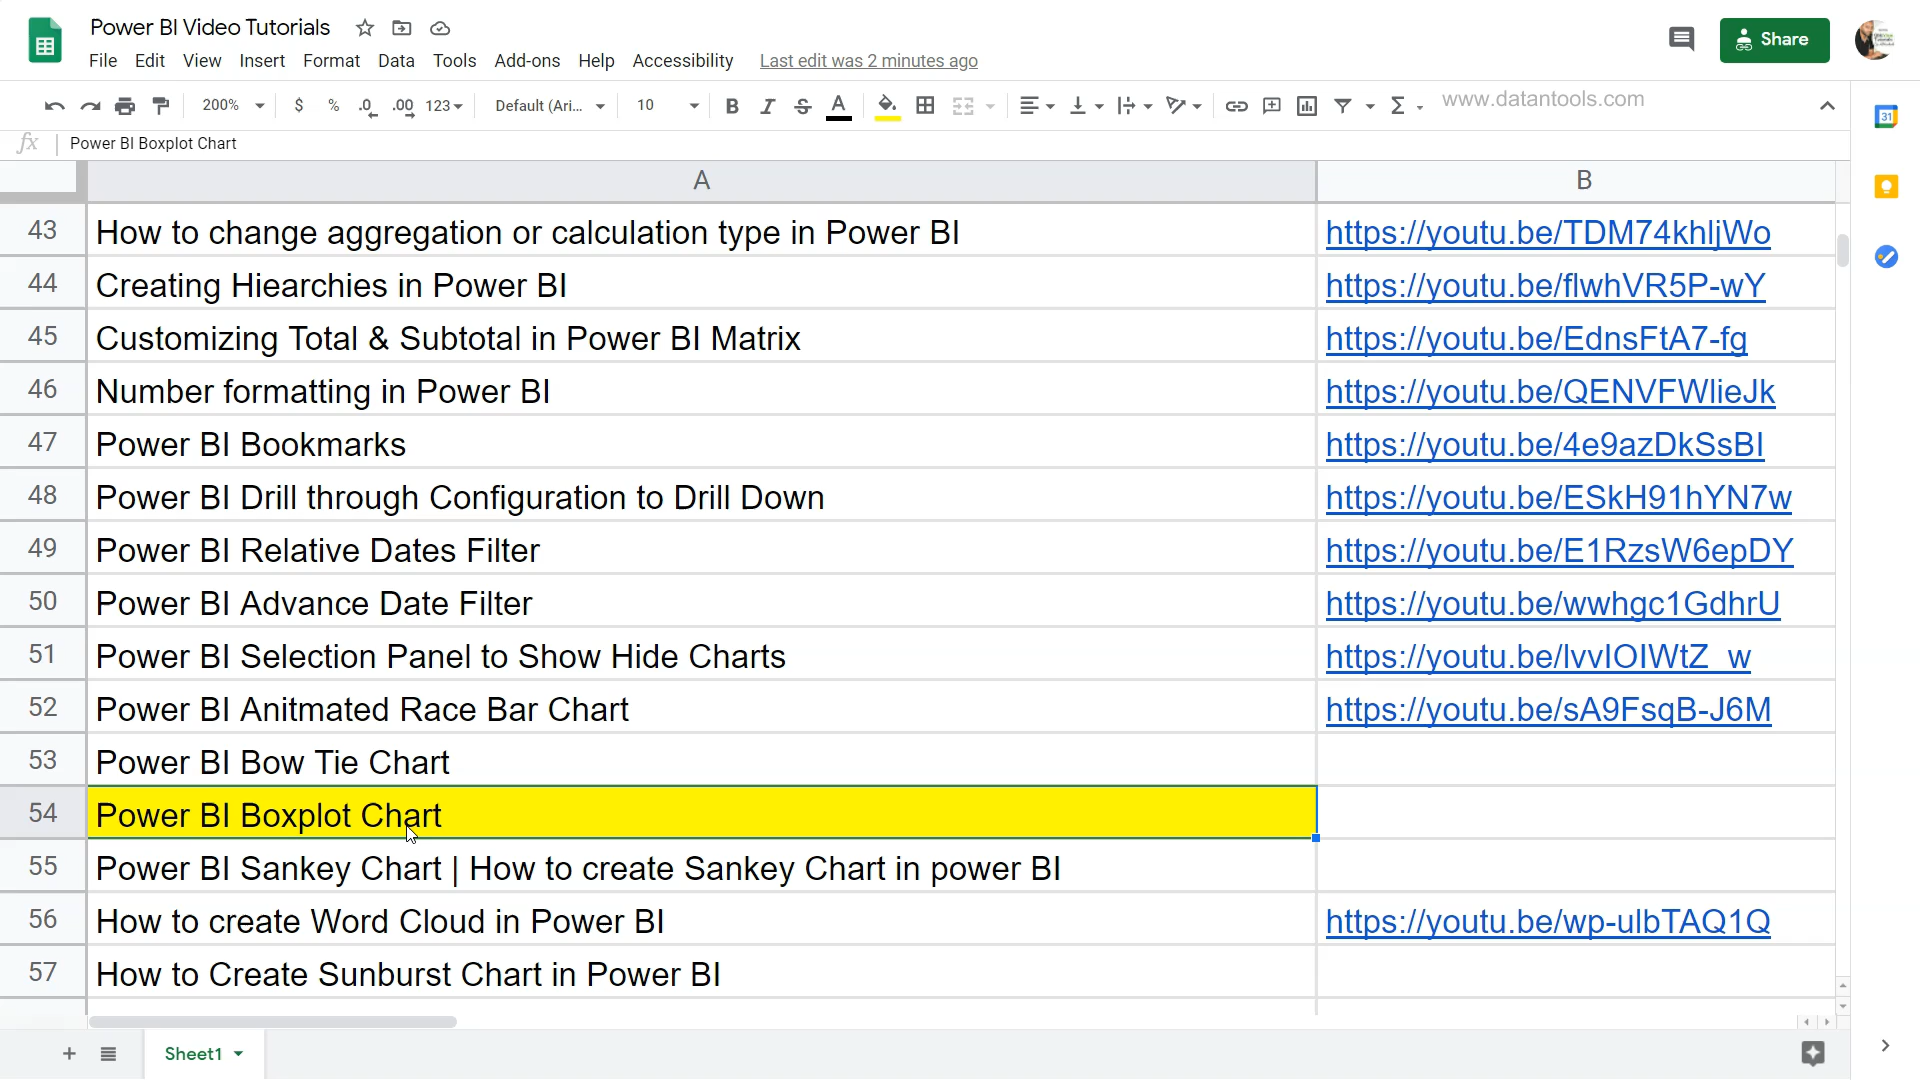 Power BI Video Tutorials
File Edit View Insert Format Data Tools Add-ons Help Accessibility Last edit was 2 minutes ago
Share
200% $ % .0 .00 123 Default (Ari... 10 B I S A Σ www.datantools.com
31
fx Power BI Boxplot Chart
A B
43 How to change aggregation or calculation type in Power BI https://youtu.be/TDM74khljWo
44 Creating Hiearchies in Power BI https://youtu.be/flwhVR5P-wY
45 Customizing Total & Subtotal in Power BI Matrix https://youtu.be/EdnsFtA7-fg
46 Number formatting in Power BI https://youtu.be/QENVFWlieJk
47 Power BI Bookmarks https://youtu.be/4e9azDkSsBI
48 Power BI Drill through Configuration to Drill Down https://youtu.be/ESkH91hYN7w
49 Power BI Relative Dates Filter https://youtu.be/E1RzsW6epDY
50 Power BI Advance Date Filter https://youtu.be/wwhgc1GdhrU
51 Power BI Selection Panel to Show Hide Charts https://youtu.be/lvvIOIWtZ_w
52 Power BI Anitmated Race Bar Chart https://youtu.be/sA9FsqB-J6M
53 Power BI Bow Tie Chart
54 Power BI Boxplot Chart
55 Power BI Sankey Chart | How to create Sankey Chart in power BI
56 How to create Word Cloud in Power BI https://youtu.be/wp-ulbTAQ1Q
57 How to Create Sunburst Chart in Power BI
Sheet1